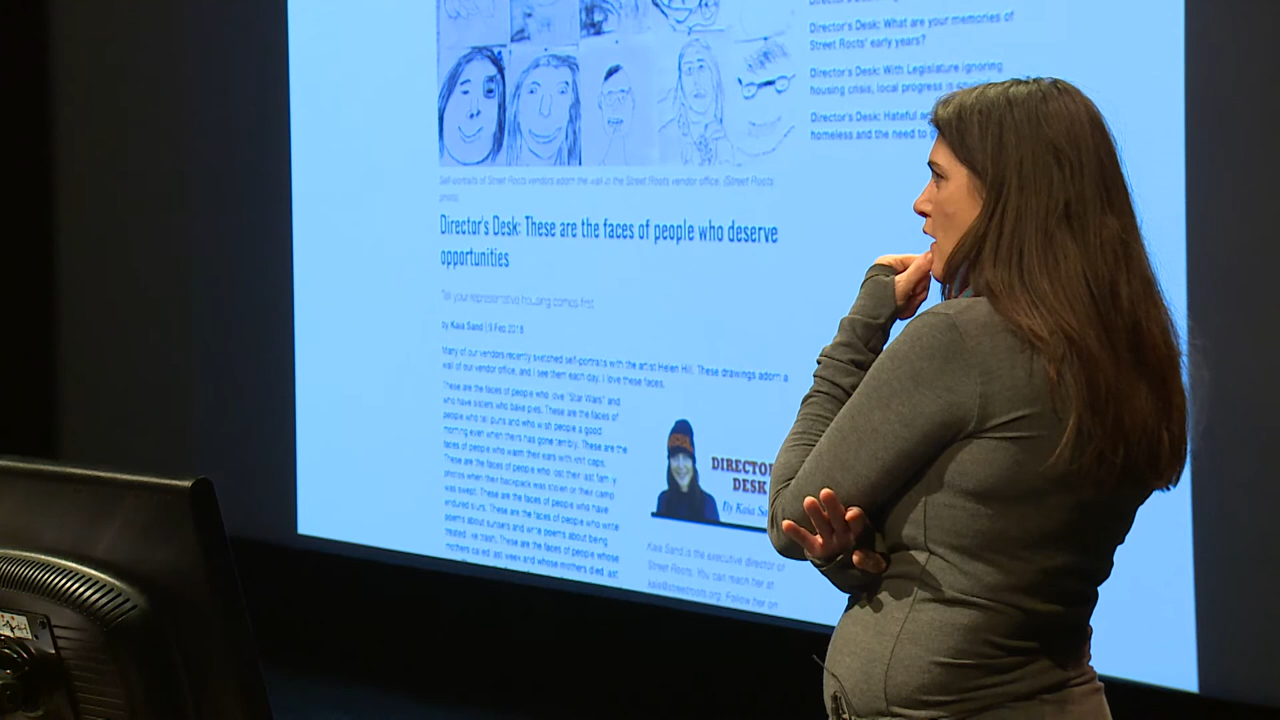 Director's Desk: What are your memories of
Street Roots' early years?
Director's Desk: With Legislature ignoring
housing crisis, local progress is
Director's Desk: Hateful
homeless and the need to
Self-portraits of Street Roots vendors adorn the wall in the Street Roots vendor office. (Street Roots
photo)
Director's Desk: These are the faces of people who deserve
opportunities
Tell your representative housing comes first
by Kaia Sand | 9 Feb 2018
Many of our vendors recently sketched self-portraits with the artist Helen Hill. These drawings adorn a
wall of our vendor office, and I see them each day. I love these faces.
These are the faces of people who love "Star Wars" and
who have sisters who bake pies. These are the faces of
people who tell puns and who wish people a good
morning even when theirs has gone terribly. These are the
faces of people who warm their ears with knit caps.
These are the faces of people who lost their last family
photos when their backpack was stolen or their camp
was swept. These are the faces of people who have
endured slurs. These are the faces of people who write
poems about sunsets and write poems about being
treated like trash. These are the faces of people whose
mothers called last week and whose mothers died last
DIRECTOR
DESK
By Kaia Sa
Kaia Sand is the executive director of
Street Roots. You can reach her at
kaia@streetroots.org. Follow her on